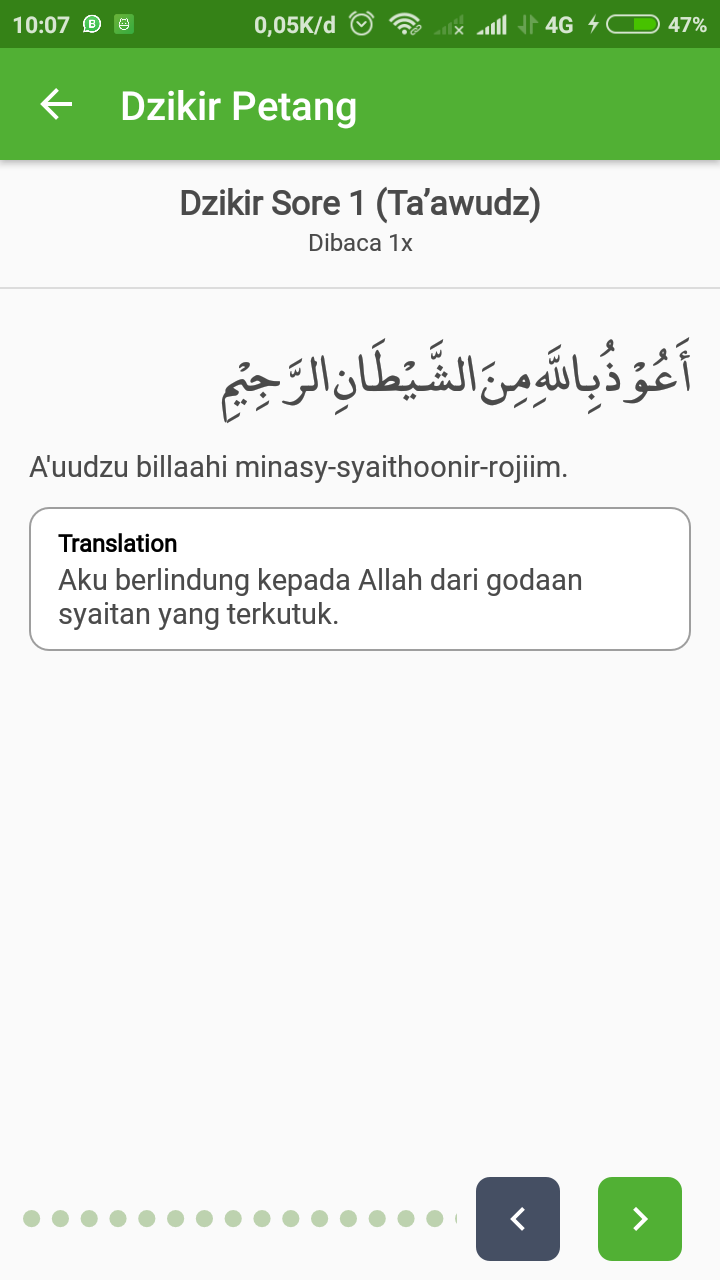 10:07 0,05K/d 4G 47%
Dzikir Petang
Dzikir Sore 1 (Ta’awudz)
Dibaca 1x
أَعُوْذُبِاللَّهِ مِنَ الشَّيْطَانِ الرَّجِيْمِ
A'uudzu billaahi minasy-syaithoonir-rojiim.
Translation
Aku berlindung kepada Allah dari godaan
syaitan yang terkutuk.